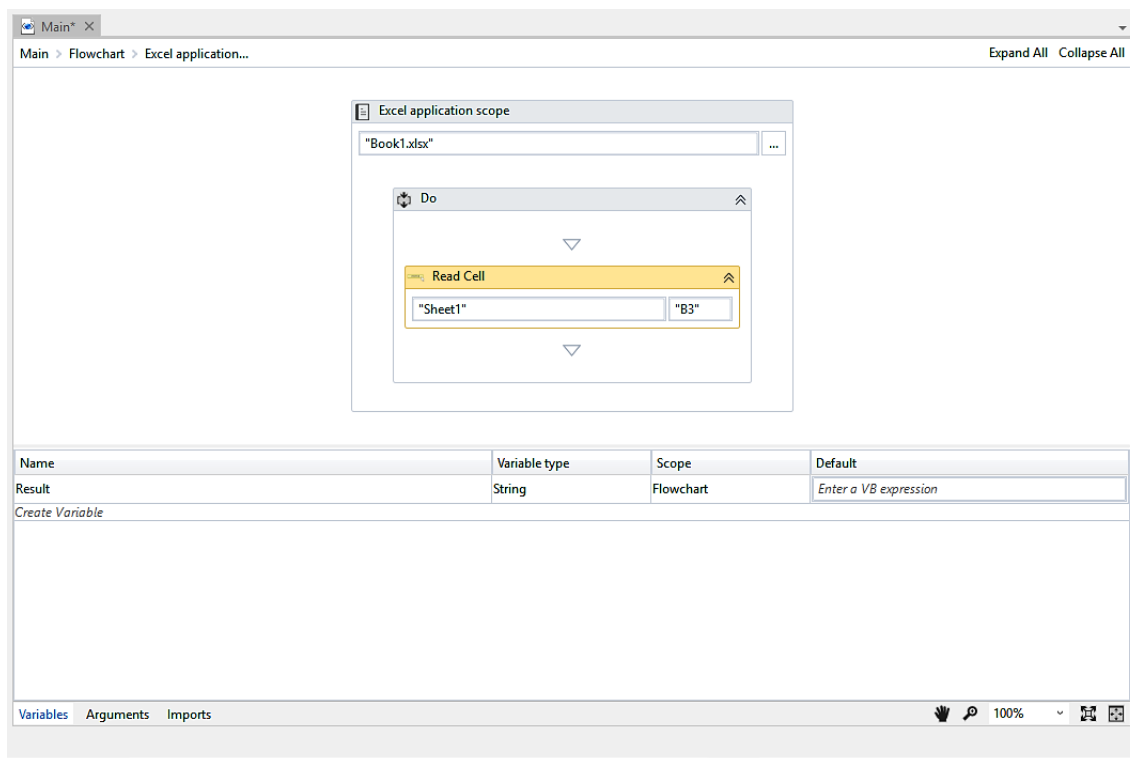 Main*
Main > Flowchart > Excel application... Expand All Collapse All
Excel application scope
"Book1.xlsx" ...
Do
Read Cell
"Sheet1" "B3"
Name Variable type Scope Default
Result String Flowchart Enter a VB expression
Create Variable
Variables Arguments Imports 100%